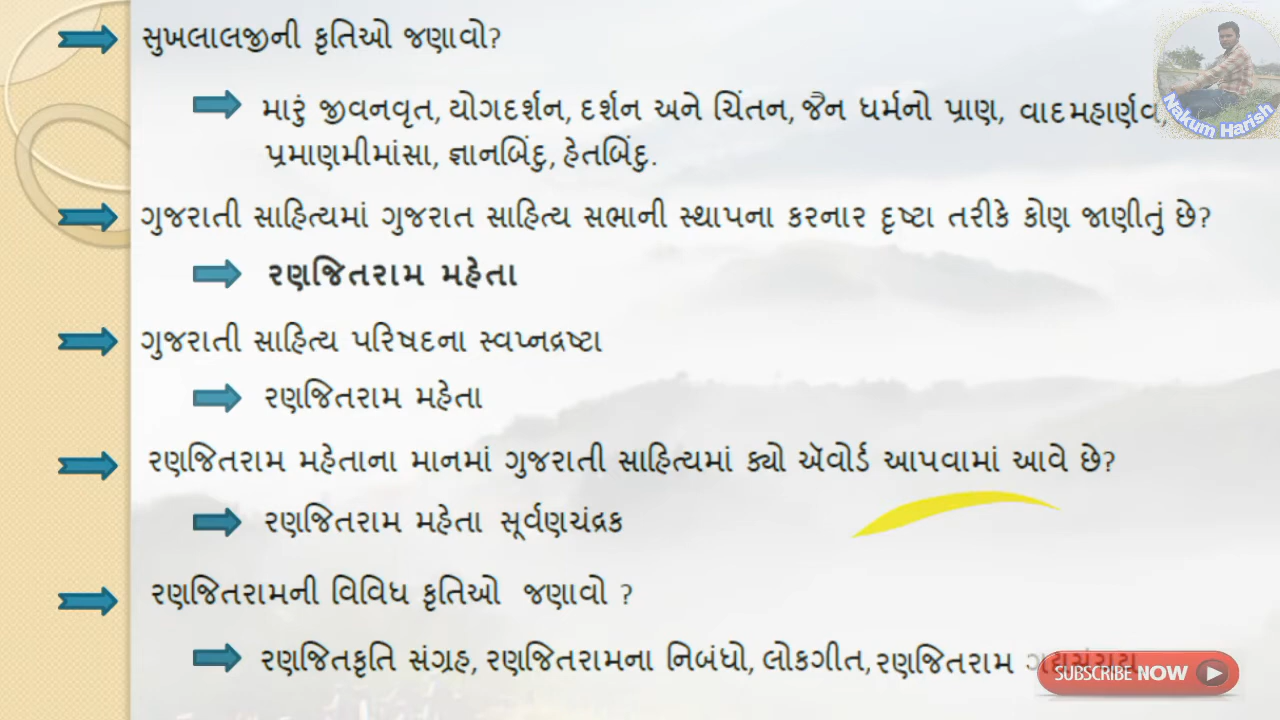 સુખલાલજીની કૃતિઓ જણાવો?
મારું જીવનવૃત, યોગદર્શન, દર્શન અને ચિંતન, જૈન ધર્મનો પ્રાણ, વાદમહાર્ણવ,
પ્રમાણમીમાંસા, જ્ઞાનબિંદુ, હેતબિંદુ.
ગુજરાતી સાહિત્યમાં ગુજરાત સાહિત્ય સભાની સ્થાપના કરનાર દૃષ્ટા તરીકે કોણ જાણીતું છે?
રણજિતરામ મહેતા
ગુજરાતી સાહિત્ય પરિષદના સ્વપ્નદ્રષ્ટા
રણજિતરામ મહેતા
રણજિતરામ મહેતાના માનમાં ગુજરાતી સાહિત્યમાં ક્યો ઍવોર્ડ આપવામાં આવે છે?
રણજિતરામ મહેતા સૂર્વણચંદ્રક
રણજિતરામની વિવિધ કૃતિઓ જણાવો ?
રણજિતકૃતિ સંગ્રહ, રણજિતરામના નિબંધો, લોકગીત, રણજિતરામ
Nakum Harish
SUBSCRIBE NOW